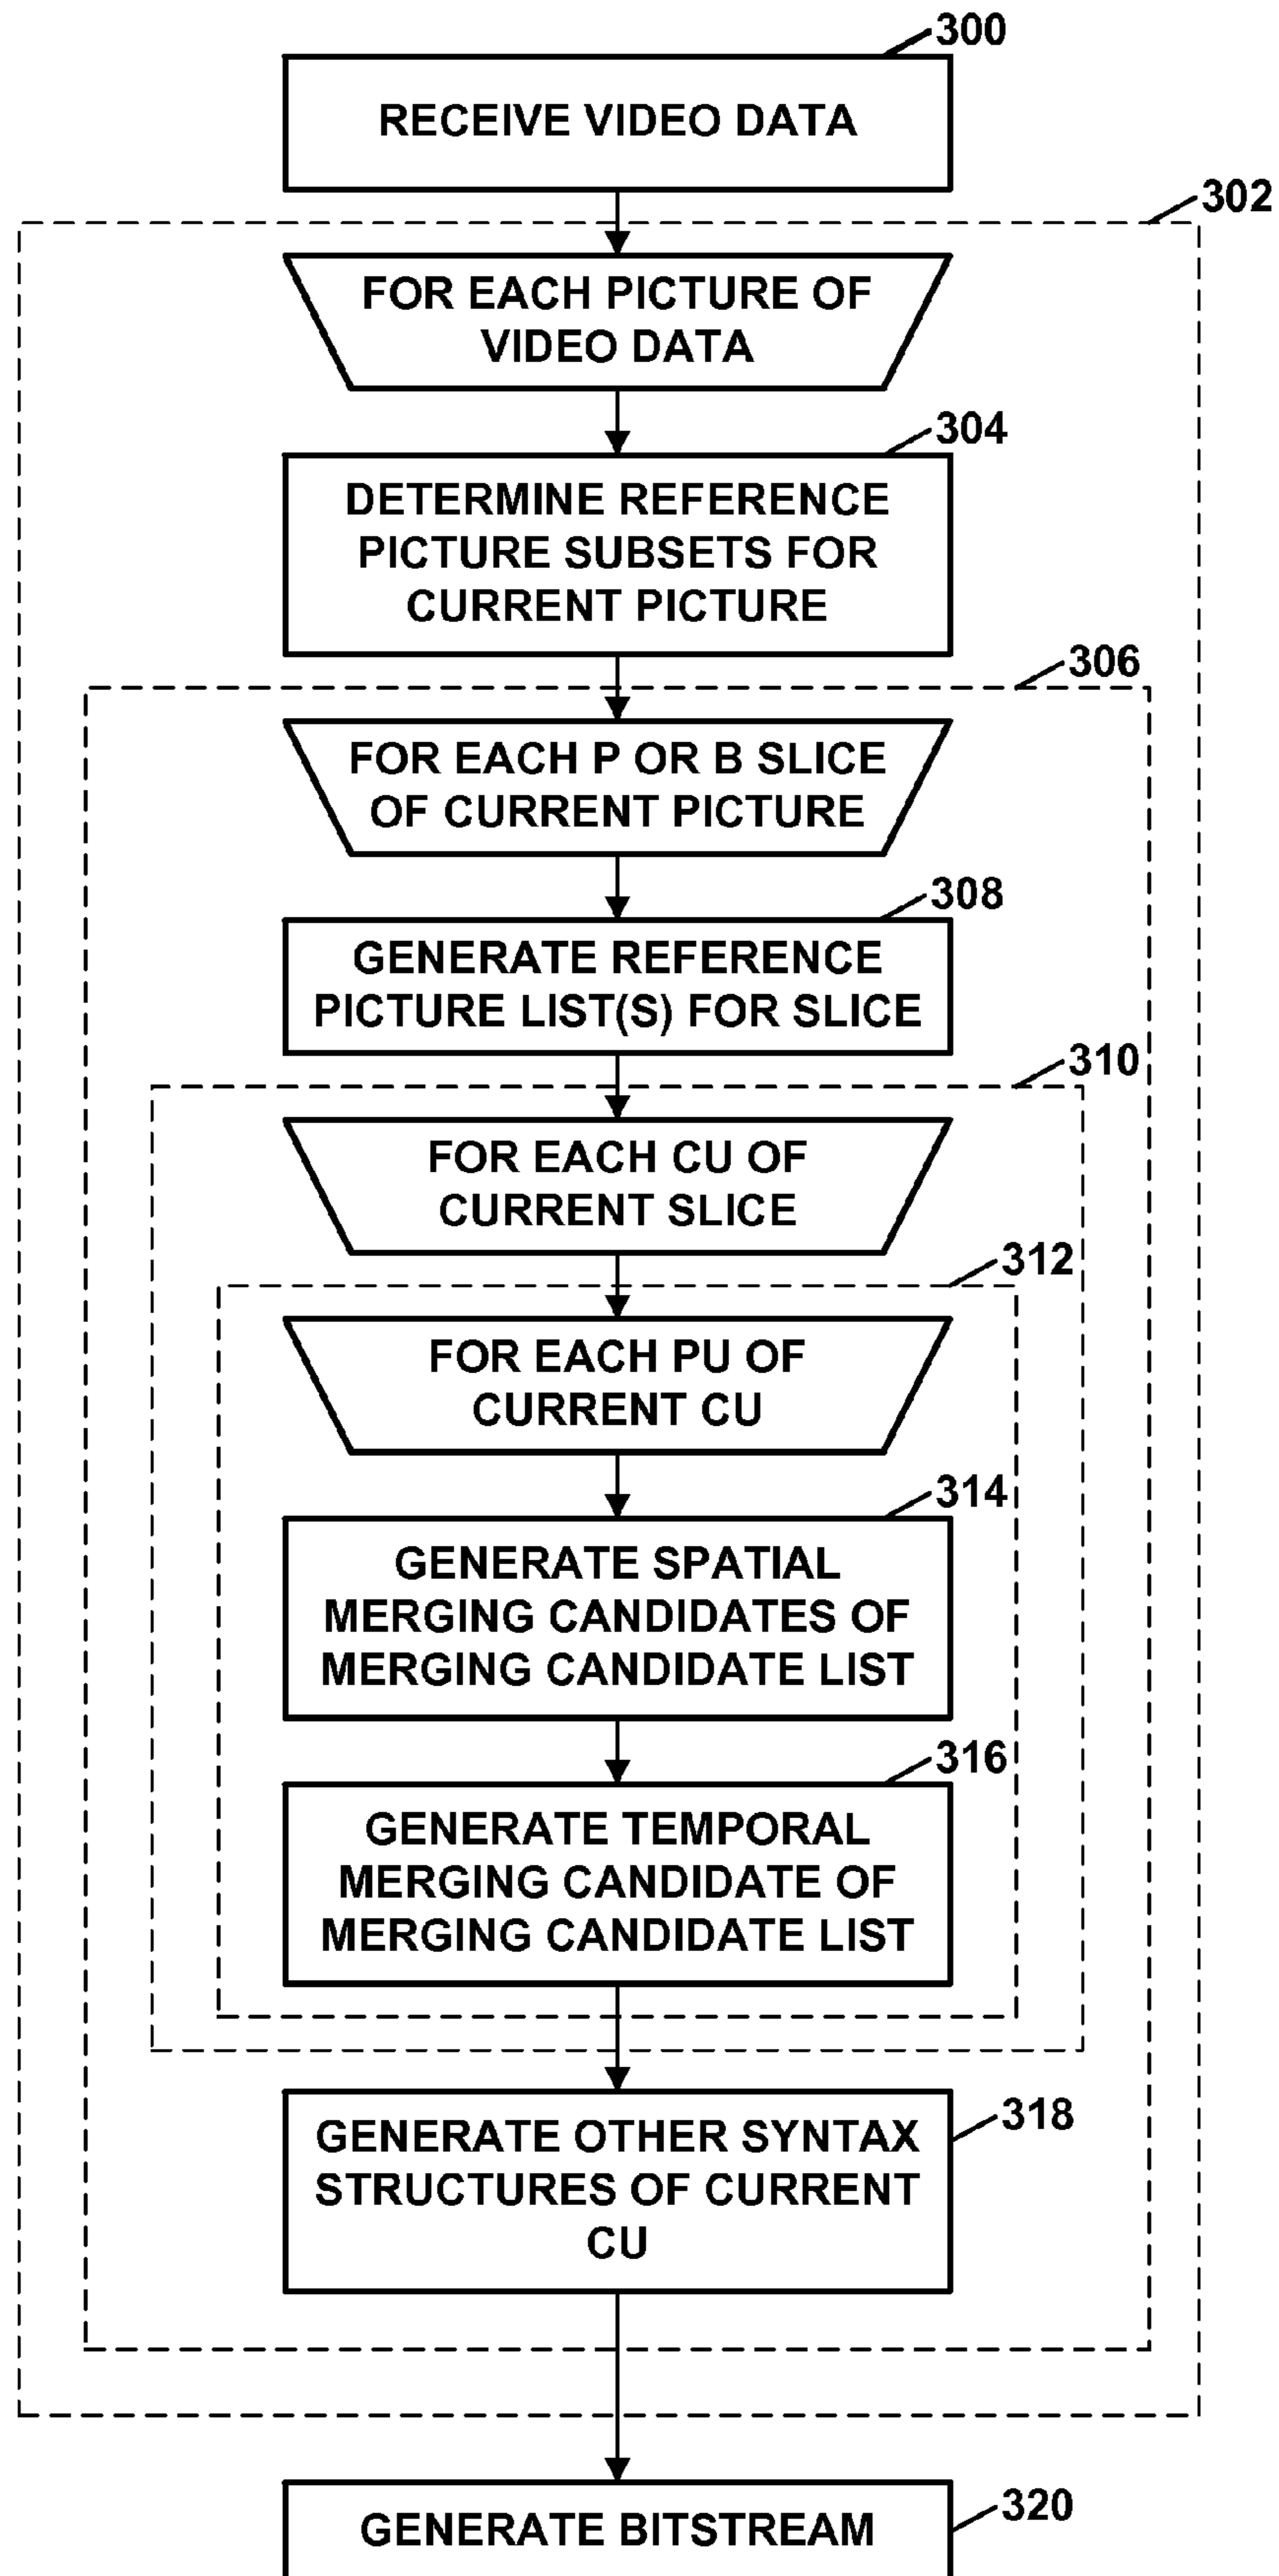 300
RECEIVE VIDEO DATA
302
FOR EACH PICTURE OF
VIDEO DATA
304
DETERMINE REFERENCE
PICTURE SUBSETS FOR
CURRENT PICTURE
306
FOR EACH P OR B SLICE
OF CURRENT PICTURE
308
GENERATE REFERENCE
PICTURE LIST(S) FOR SLICE
310
FOR EACH CU OF
CURRENT SLICE
312
FOR EACH PU OF
CURRENT CU
314
GENERATE SPATIAL
MERGING CANDIDATES OF
MERGING CANDIDATE LIST
316
GENERATE TEMPORAL
MERGING CANDIDATE OF
MERGING CANDIDATE LIST
318
GENERATE OTHER SYNTAX
STRUCTURES OF CURRENT
CU
320
GENERATE BITSTREAM